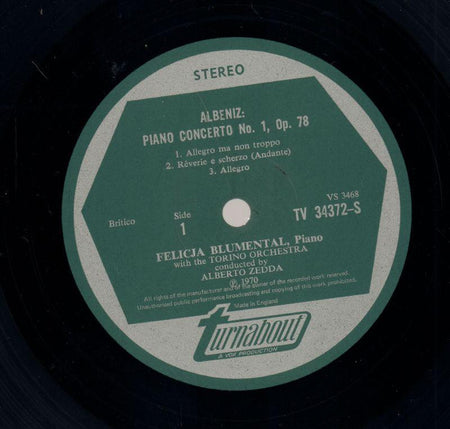 STEREO
ALBENIZ:
PIANO CONCERTO No. 1, Op. 78
1. Allegro ma non troppo
2. Rêverie e scherzo (Andante)
3. Allegro
VS 3468
Britico Side 1 TV 34372-S
FELICJA BLUMENTAL, Piano
with the TORINO ORCHESTRA
conducted by
ALBERTO ZEDDA
℗ 1970
All rights of the manufacturer and of the owner of the recorded work reserved.
Unauthorised public performance broadcasting and copying of this work prohibited.
Made in England
turnabout
A VOX PRODUCTION